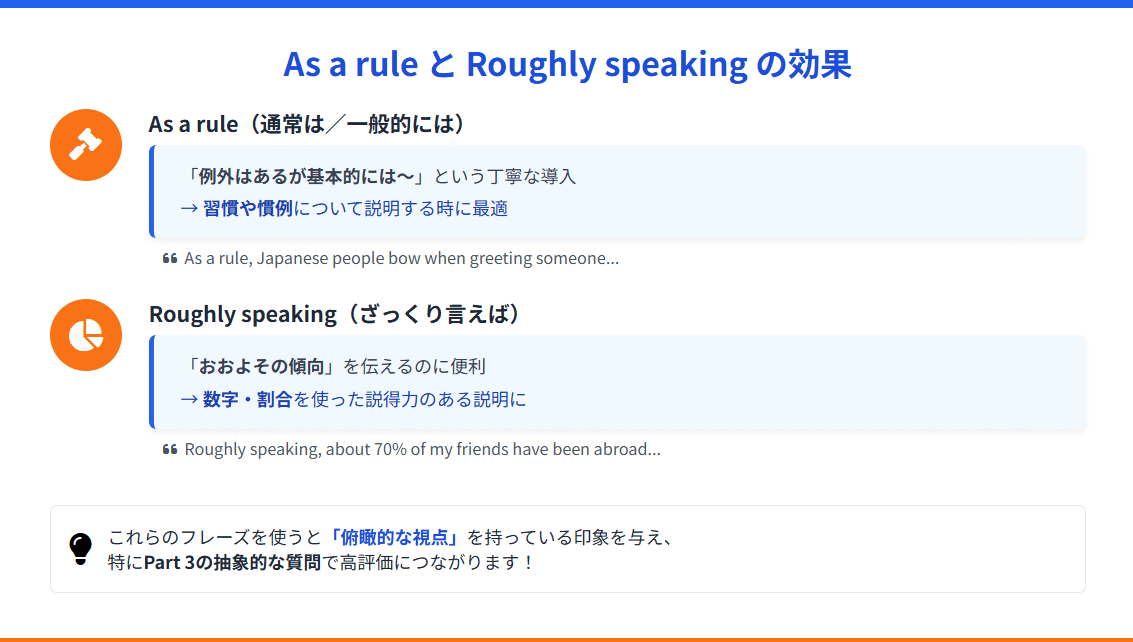 As a rule と Roughly speaking の効果
As a rule（通常は／一般的には）
「例外はあるが基本的には～」という丁寧な導入
→ 習慣や慣例について説明する時に最適
❝ As a rule, Japanese people bow when greeting someone...
Roughly speaking（ざっくり言えば）
「おおよその傾向」を伝えるのに便利
→ 数字・割合を使った説得力のある説明に
❝ Roughly speaking, about 70% of my friends have been abroad...
これらのフレーズを使うと「俯瞰的な視点」を持っている印象を与え、
特にPart 3の抽象的な質問で高評価につながります！